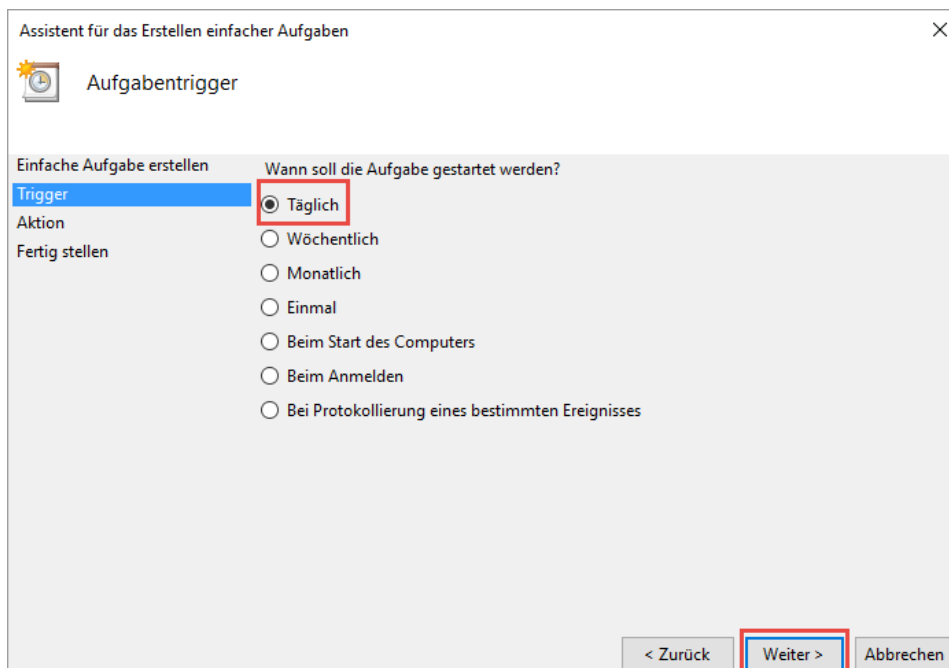 Assistent für das Erstellen einfacher Aufgaben
Aufgabentrigger
Einfache Aufgabe erstellen
Trigger
Aktion
Fertig stellen
Wann soll die Aufgabe gestartet werden?
Täglich
Wöchentlich
Monatlich
Einmal
Beim Start des Computers
Beim Anmelden
Bei Protokollierung eines bestimmten Ereignisses
< Zurück
Weiter >
Abbrechen